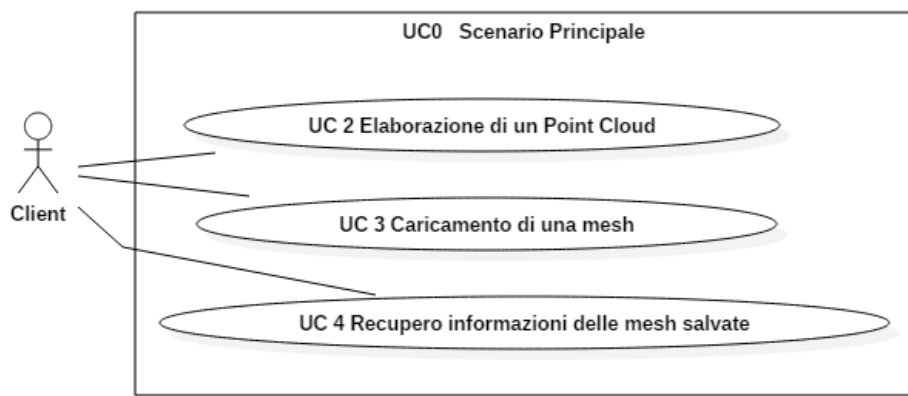 UC0 Scenario Principale
UC 2 Elaborazione di un Point Cloud
Client
UC 3 Caricamento di una mesh
UC 4 Recupero informazioni delle mesh salvate